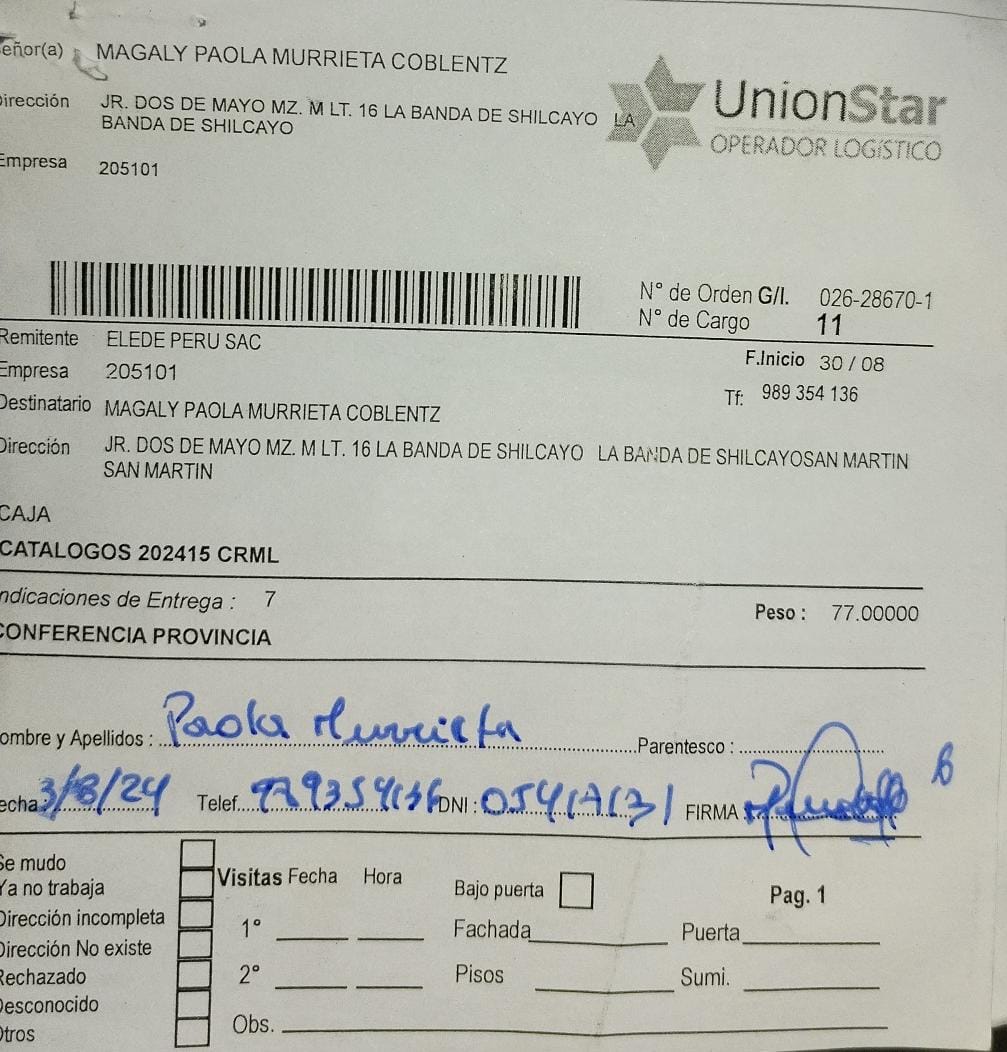 eñor(a) MAGALY PAOLA MURRIETA COBLENTZ
Dirección JR. DOS DE MAYO MZ. M LT. 16 LA BANDA DE SHILCAYO LA
BANDA DE SHILCAYO
UnionStar
OPERADOR LOGÍSTICO
Empresa 205101
N° de Orden G/I. 026-28670-1
N° de Cargo 11
Remitente ELEDE PERU SAC
F.Inicio 30 / 08
Empresa 205101
Tf: 989 354 136
Destinatario MAGALY PAOLA MURRIETA COBLENTZ
Dirección JR. DOS DE MAYO MZ. M LT. 16 LA BANDA DE SHILCAYO LA BANDA DE SHILCAYOSAN MARTIN
SAN MARTIN
CAJA
CATALOGOS 202415 CRML
ndicaciones de Entrega : 7
Peso : 77.00000
CONFERENCIA PROVINCIA
ombre y Apellidos : Paola Murrieta Parentesco :
echa: 3/8/24 Telef. DNI : FIRMA
Se mudo
Ya no trabaja
Dirección incompleta
Dirección No existe
Rechazado
Desconocido
Otros
Visitas Fecha Hora
1°
2°
Obs.
Bajo puerta
Pag. 1
Fachada Puerta
Pisos Sumi.